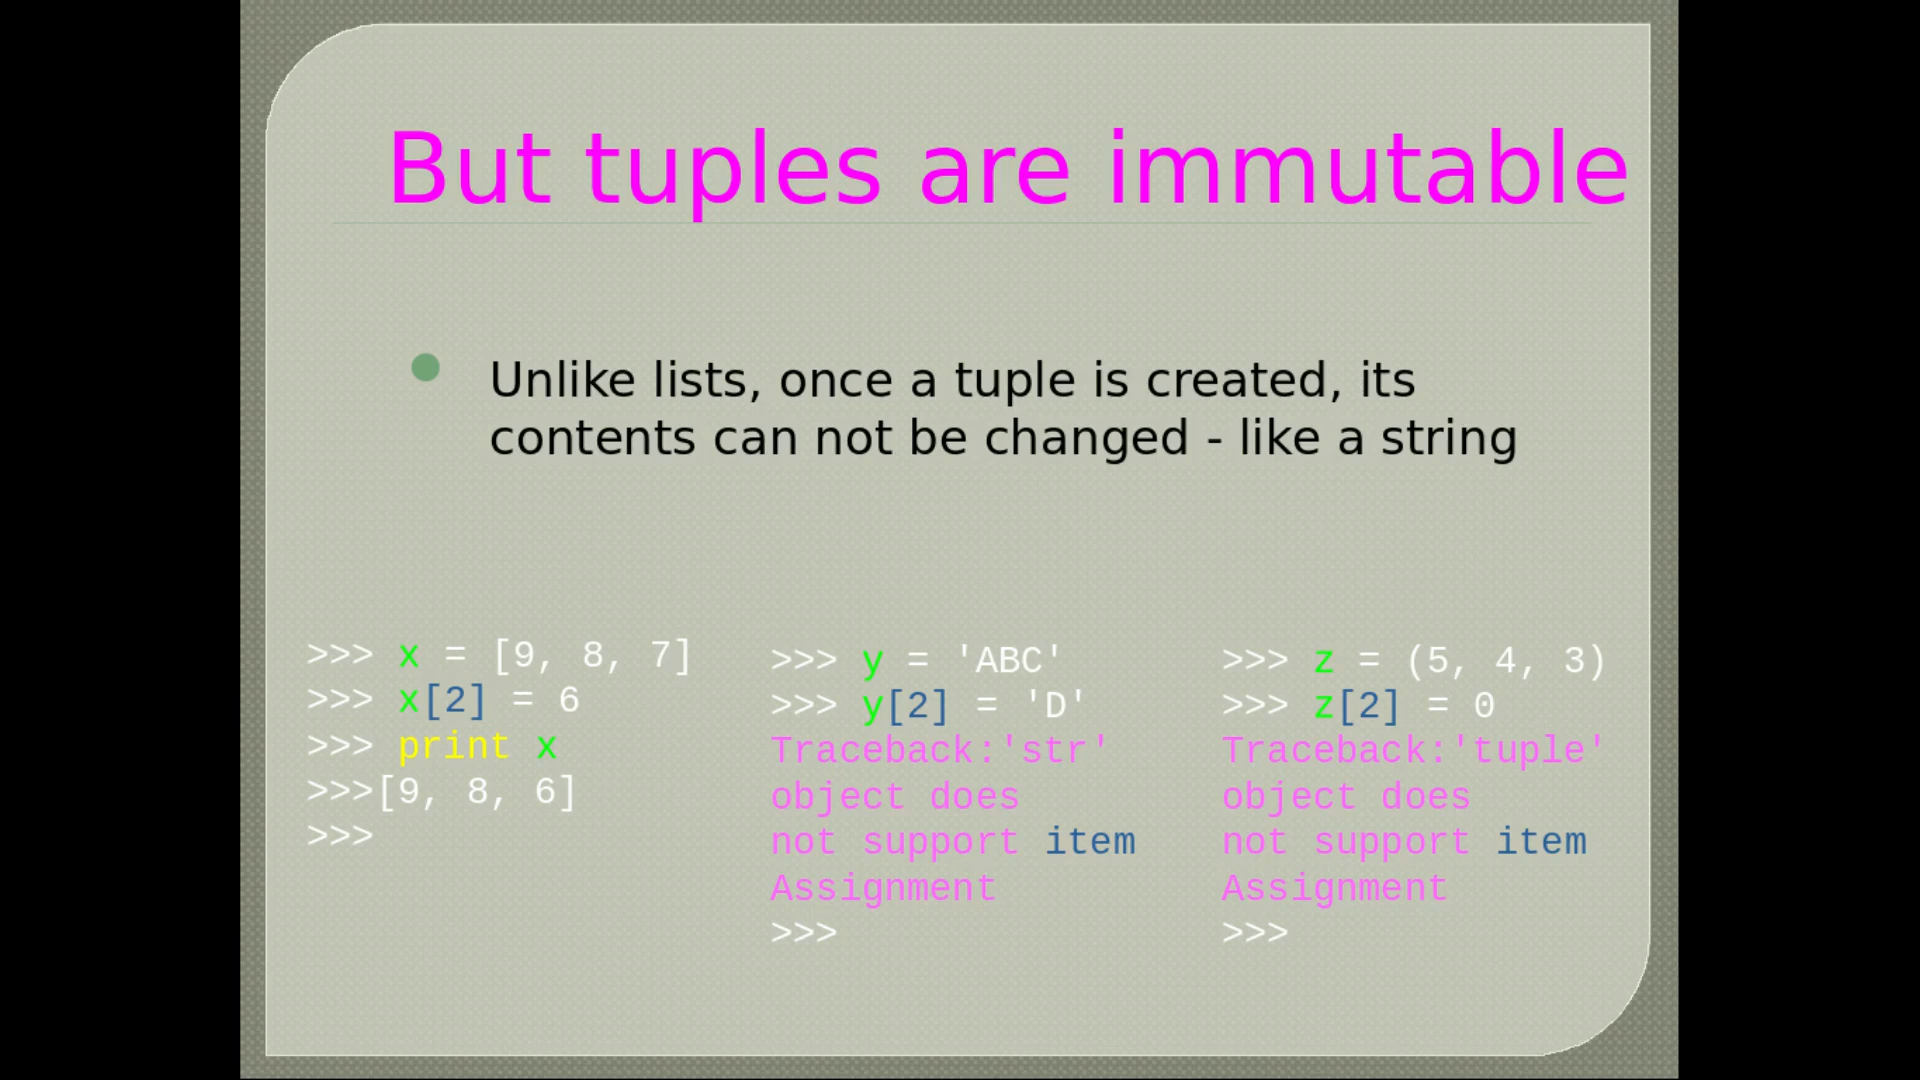 But tuples are immutable
Unlike lists, once a tuple is created, its
contents can not be changed - like a string
>>> x = [9, 8, 7]
>>> x[2] = 6
>>> print x
>>>[9, 8, 6]
>>>
>>> y = 'ABC'
>>> y[2] = 'D'
Traceback:'str'
object does
not support item
Assignment
>>>
>>> z = (5, 4, 3)
>>> z[2] = 0
Traceback:'tuple'
object does
not support item
Assignment
>>>